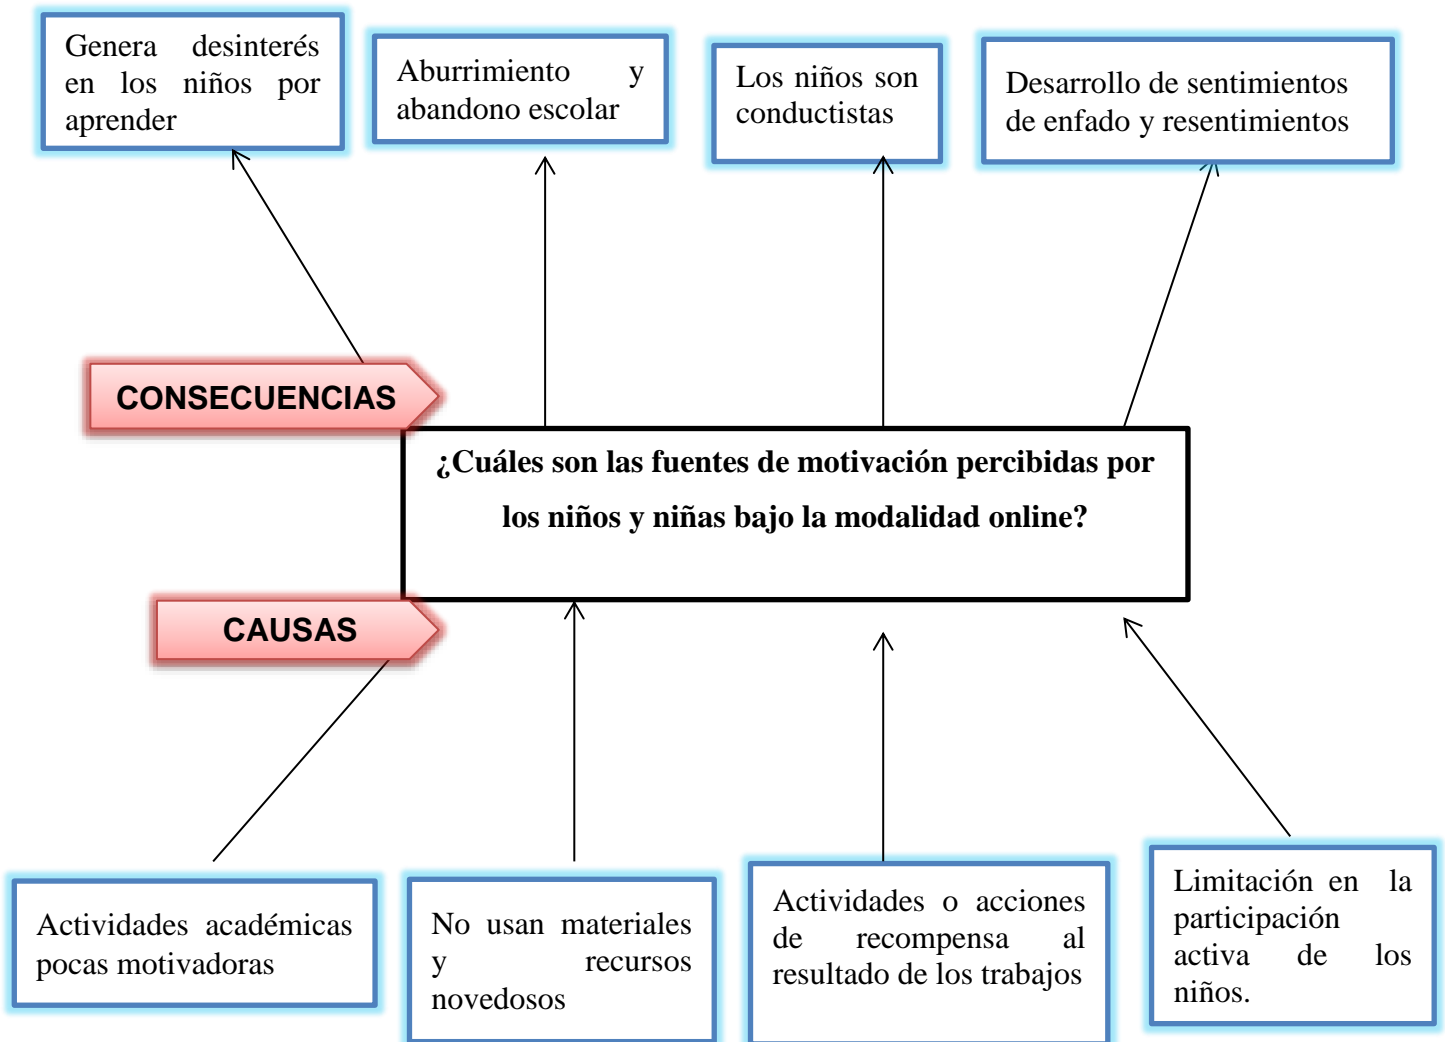 Genera desinterés
en los niños por
aprender
Aburrimiento y
abandono escolar
Los niños son
conductistas
Desarrollo de sentimientos
de enfado y resentimientos
CONSECUENCIAS
¿Cuáles son las fuentes de motivación percibidas por
los niños y niñas bajo la modalidad online?
CAUSAS
Actividades académicas
pocas motivadoras
No usan materiales
y recursos
novedosos
Actividades o acciones
de recompensa al
resultado de los trabajos
Limitación en la
participación
activa de los
niños.